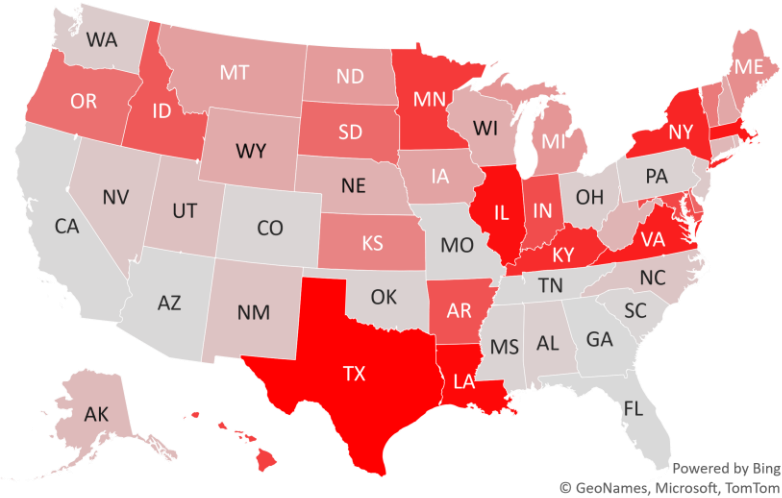 WA
MT
ND
MN
ME
OR
ID
SD
WI
MI
NY
WY
IA
PA
NE
NV
UT
CO
IL
IN
OH
CA
KS
MO
KY
VA
AZ
NM
OK
AR
TN
NC
SC
MS
AL
GA
TX
LA
FL
AK
Powered by Bing
© GeoNames, Microsoft, TomTom